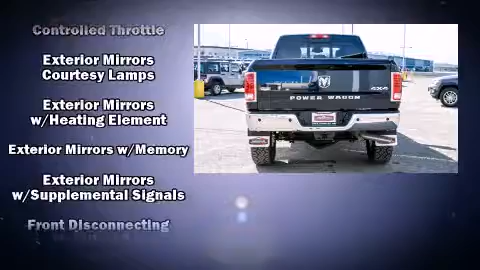 Controlled Throttle
Exterior Mirrors
Courtesy Lamps
Exterior Mirrors
w/Heating Element
Exterior Mirrors w/Memory
Exterior Mirrors
w/Supplemental Signals
Front Disconnecting
4X4
POWER WAGON